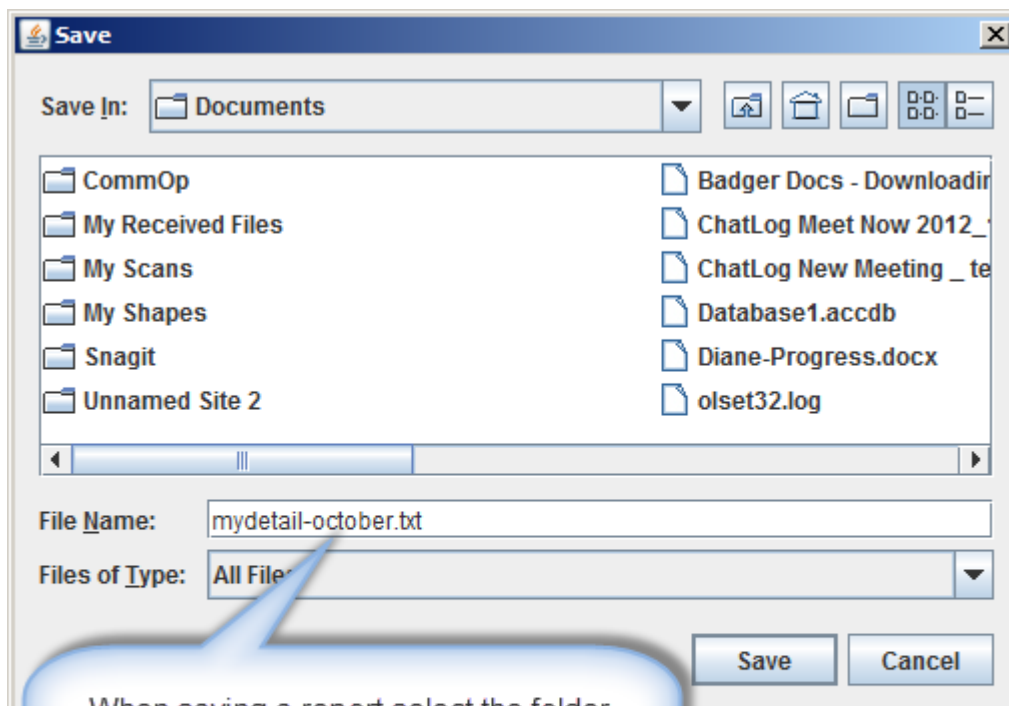 Save
Save In: Documents
CommOp
My Received Files
My Scans
My Shapes
Snagit
Unnamed Site 2
Badger Docs - Downloadin
ChatLog Meet Now 2012_
ChatLog New Meeting _ te
Database1.accdb
Diane-Progress.docx
olset32.log
File Name: mydetail-october.txt
Files of Type: All File
Save Cancel
When saving a report select the folder